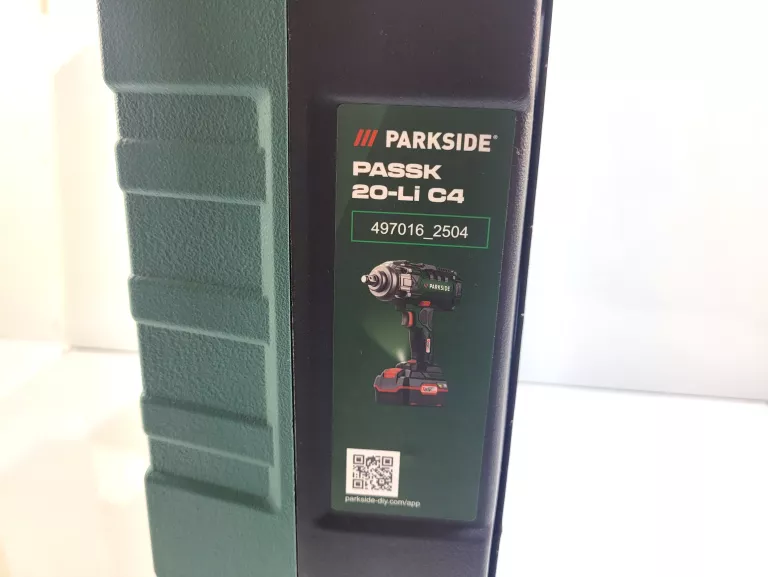 PARKSIDE®
PASSK
20-Li C4
497016_2504
PARKSIDE
parkside-diy.com/app